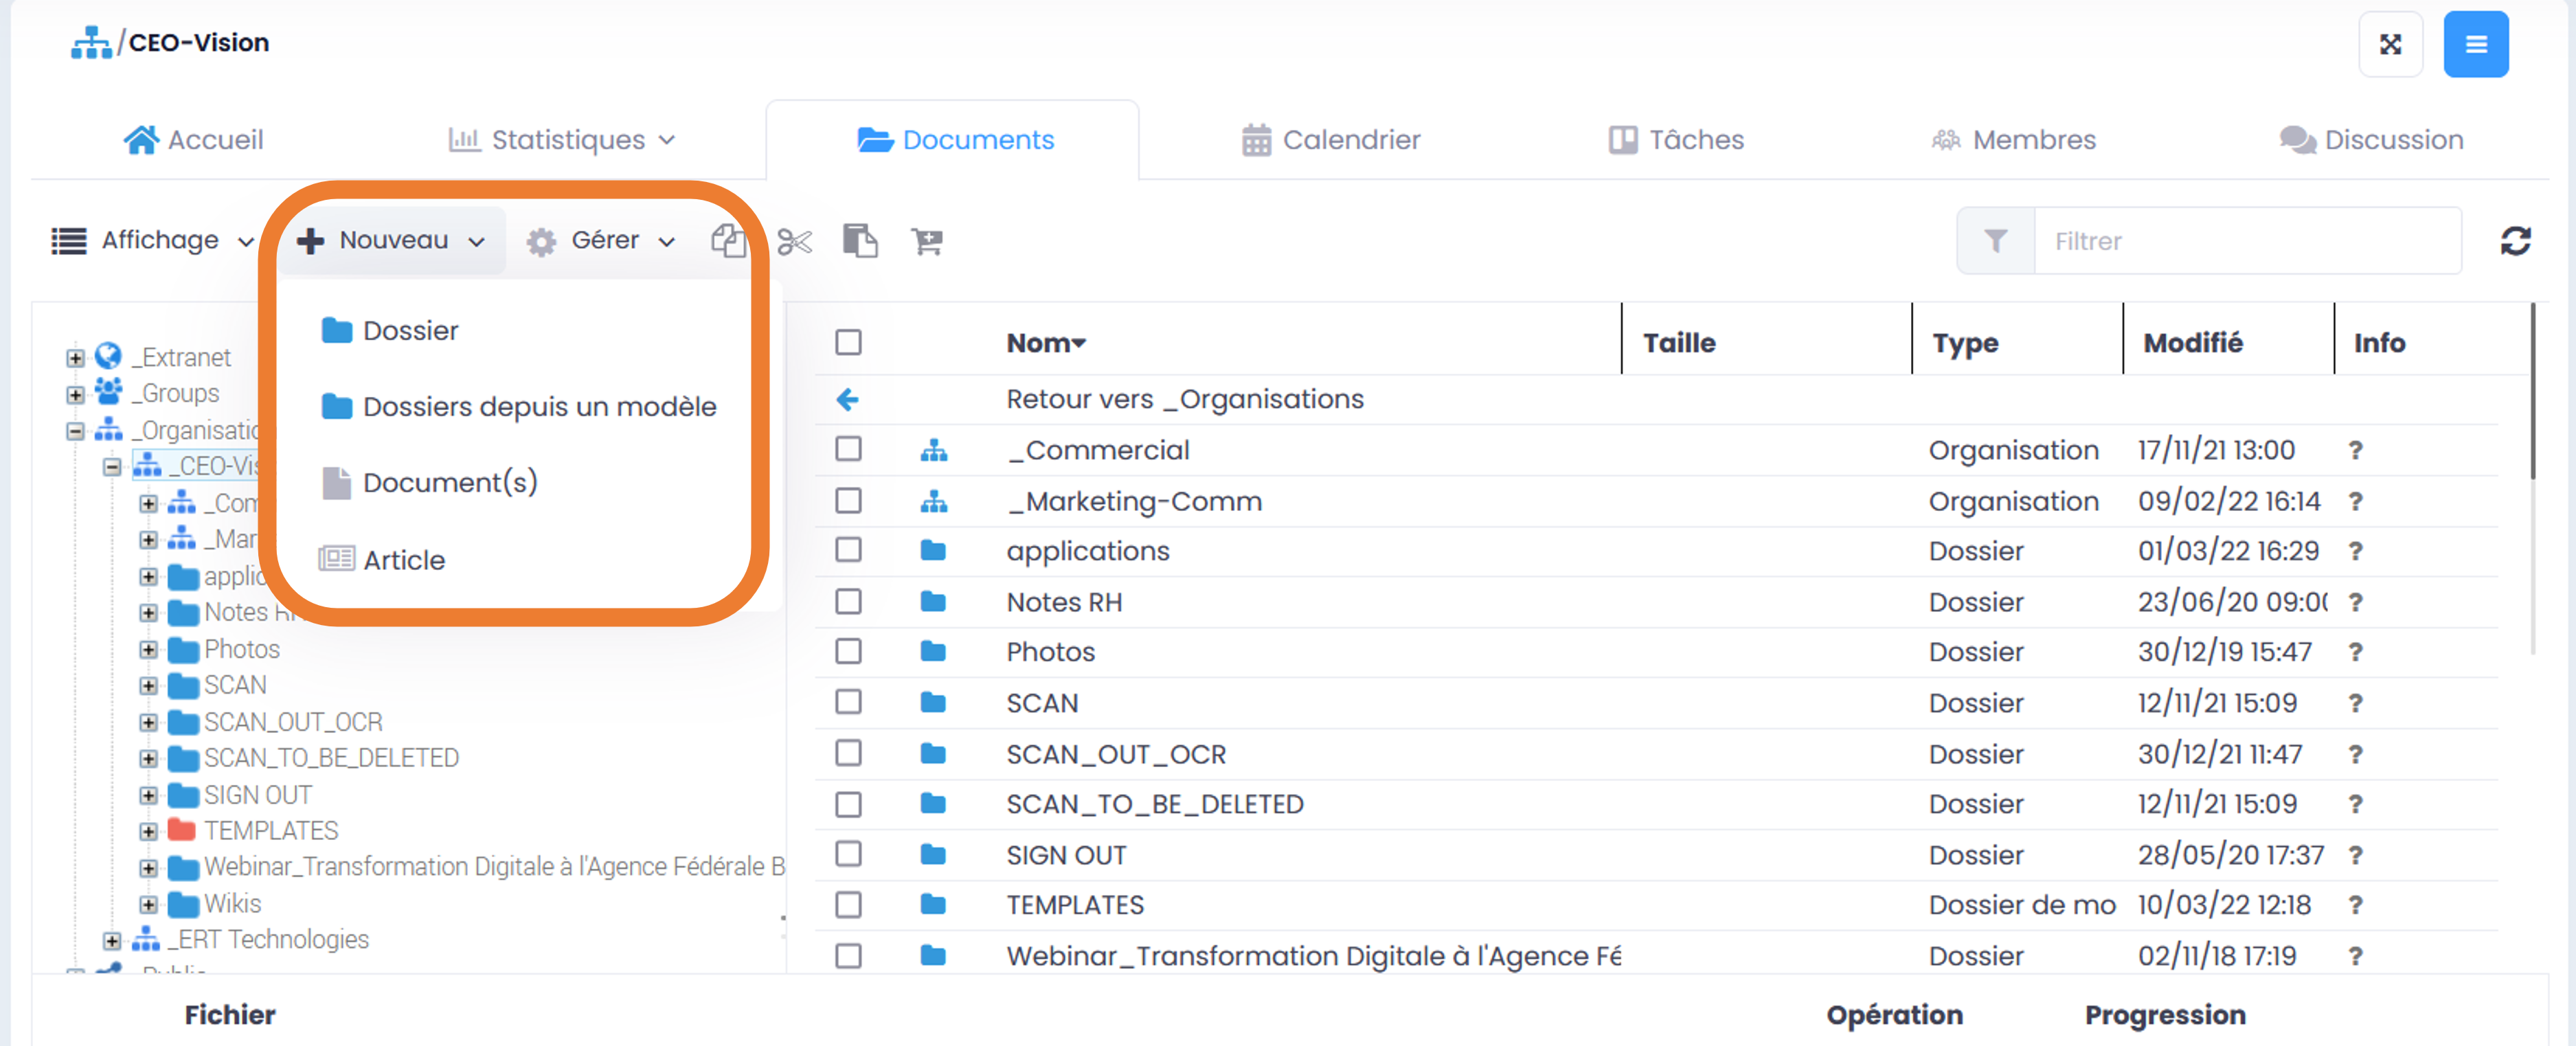 /CEO-Vision
Accueil
Statistiques
Documents
Calendrier
Tâches
Membres
Discussion
Affichage
Nouveau
Gérer
Filtrer
Dossier
Dossiers depuis un modèle
Document(s)
Article
_Extranet
_Groups
_Organisatio
_CEO-Vis
_Com
_Mar
applic
Notes R
Photos
SCAN
SCAN_OUT_OCR
SCAN_TO_BE_DELETED
SIGN OUT
TEMPLATES
Webinar_Transformation Digitale à l'Agence Fédérale B
Wikis
_ERT Technologies
Nom Taille Type Modifié Info
Retour vers _Organisations
_Commercial Organisation 17/11/21 13:00 ?
_Marketing-Comm Organisation 09/02/22 16:14 ?
applications Dossier 01/03/22 16:29 ?
Notes RH Dossier 23/06/20 09:00 ?
Photos Dossier 30/12/19 15:47 ?
SCAN Dossier 12/11/21 15:09 ?
SCAN_OUT_OCR Dossier 30/12/21 11:47 ?
SCAN_TO_BE_DELETED Dossier 12/11/21 15:09 ?
SIGN OUT Dossier 28/05/20 17:37 ?
TEMPLATES Dossier de mo 10/03/22 12:18 ?
Webinar_Transformation Digitale à l'Agence Fé Dossier 02/11/18 17:19 ?
Fichier Opération Progression